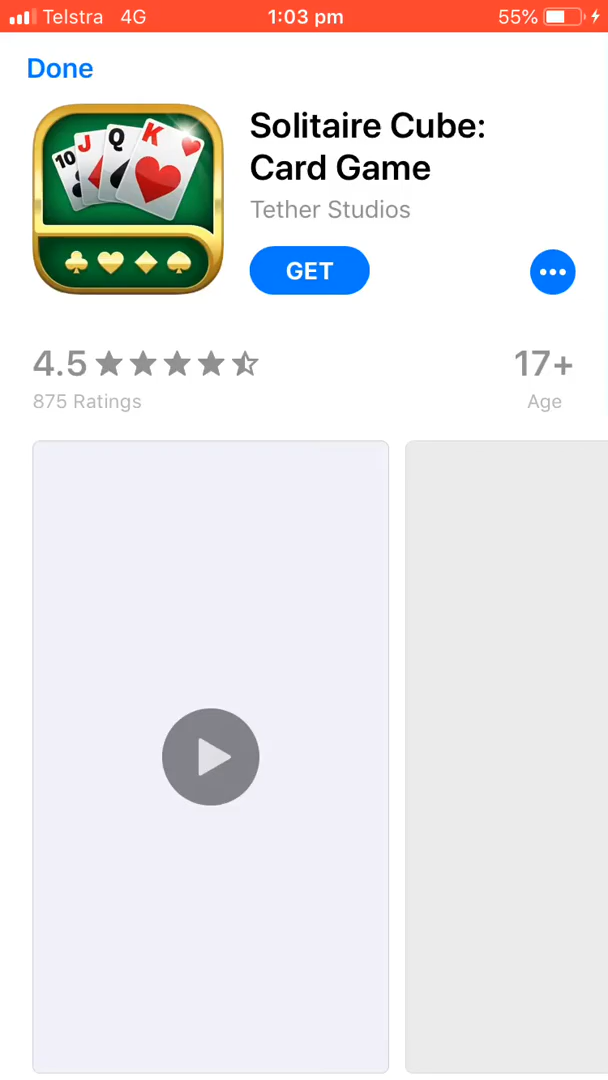 Telstra 4G 1:03 pm 55%
Done
10 J Q K
Solitaire Cube:
Card Game
Tether Studios
GET
4.5 17+
875 Ratings Age